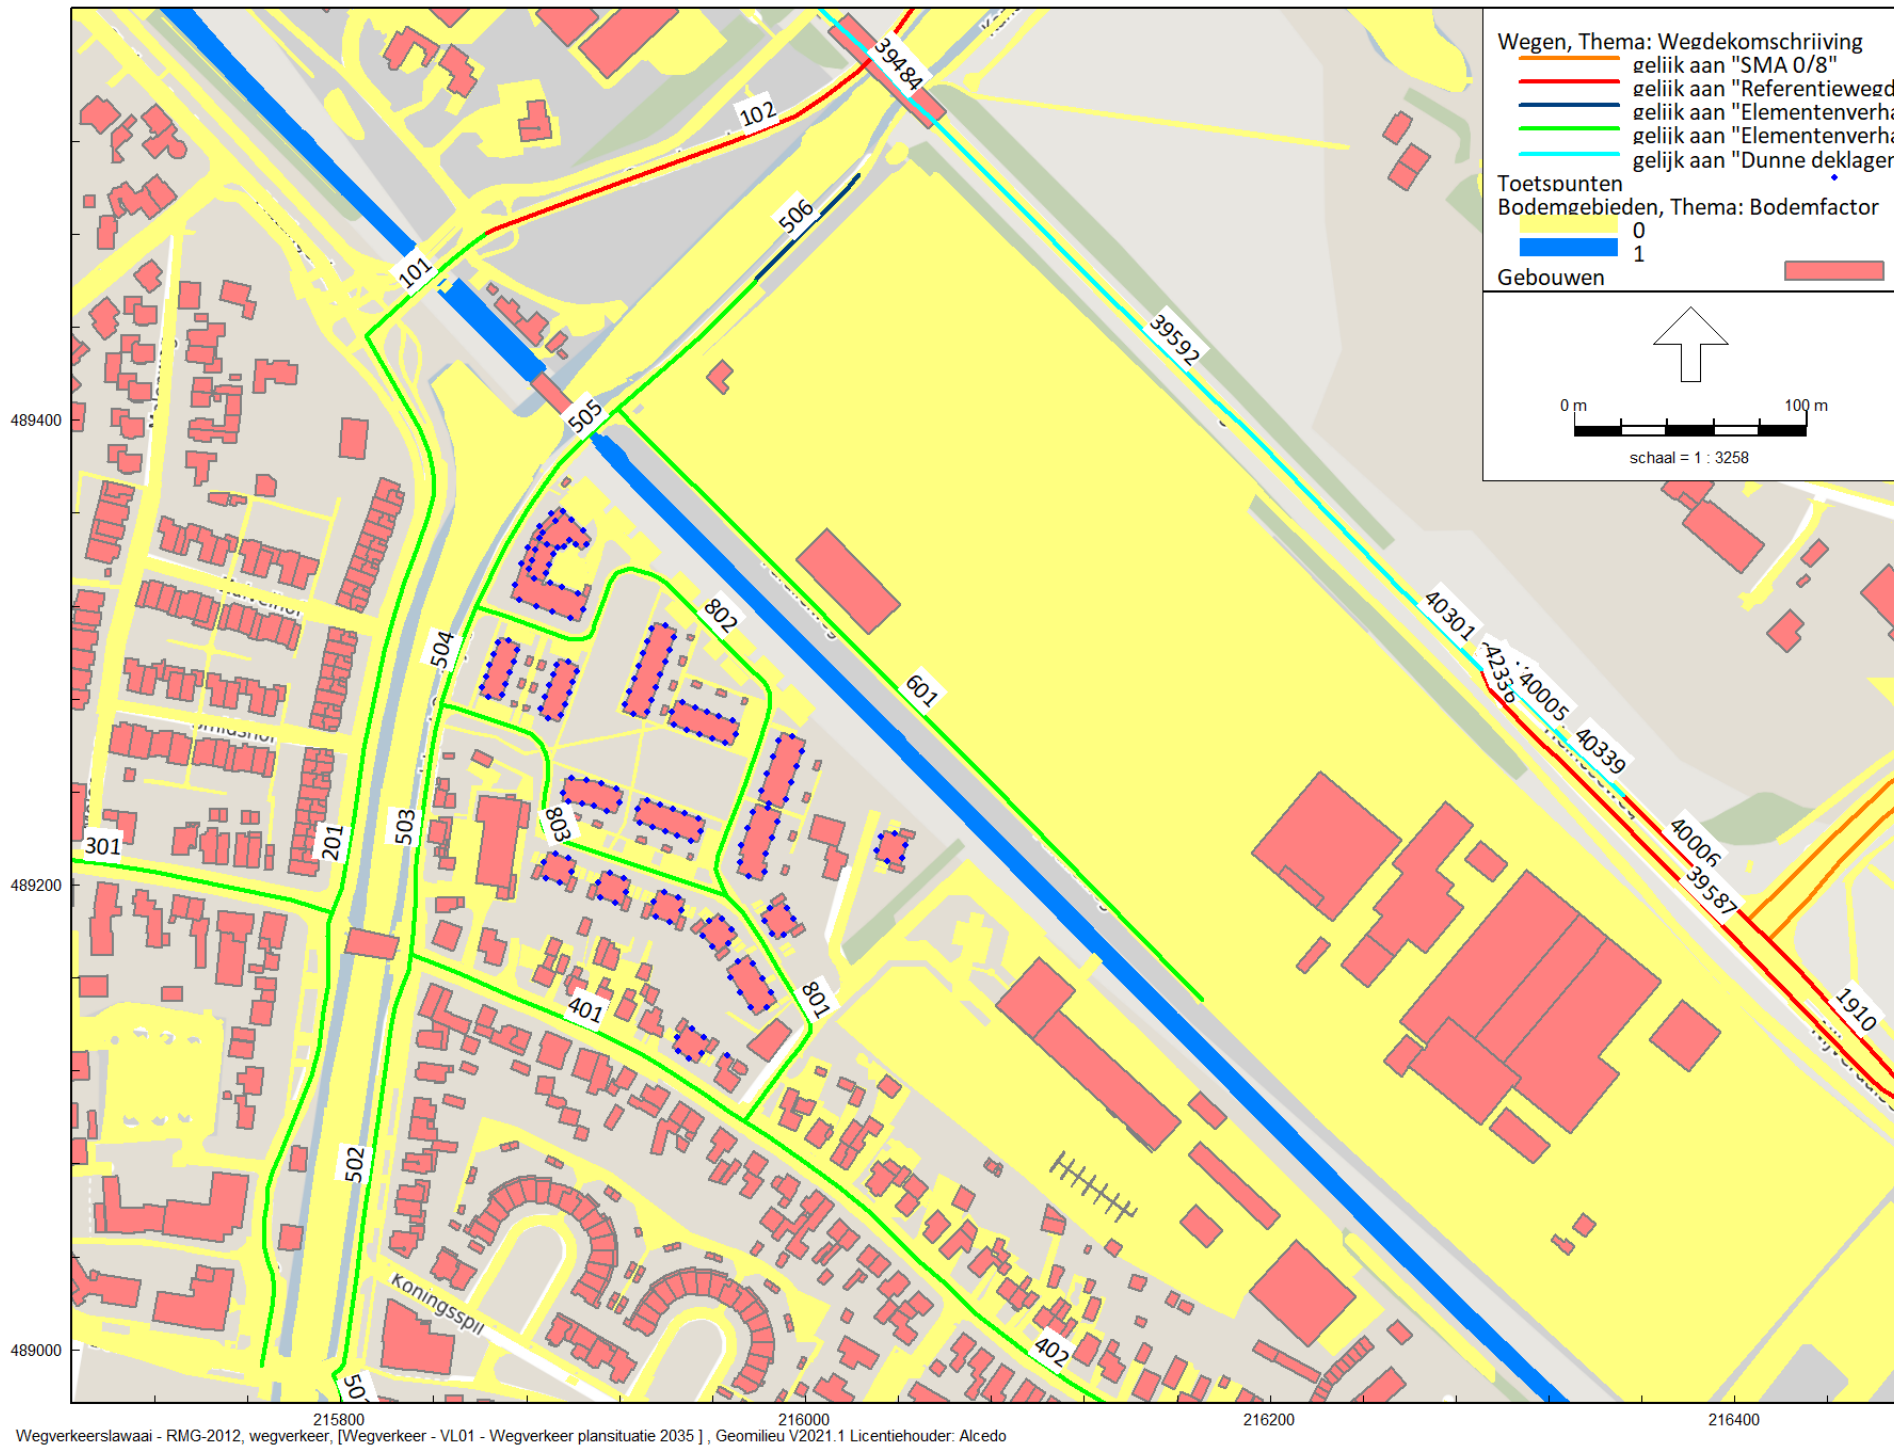 Wegen, Thema: Wegdekomschrijving
gelijk aan "SMA 0/8"
gelijk aan "Referentiewegd
gelijk aan "Elementenverha
gelijk aan "Elementenverha
gelijk aan "Dunne deklagen
Toetspunten
Bodemgebieden, Thema: Bodemfactor
0
1
Gebouwen
0 m
100 m
schaal = 1 : 3258
39484
102
506
101
39592
505
489400
802
504
601
40301
42336
40005
40339
803
503
201
301
489200
40006
39587
801
401
1910
502
Koningsspil
402
489000
50
215800
216000
216200
216400
Wegverkeerslawaai - RMG-2012, wegverkeer, [Wegverkeer - VL01 - Wegverkeer plansituatie 2035 ] , Geomilieu V2021.1 Licentiehouder: Alcedo